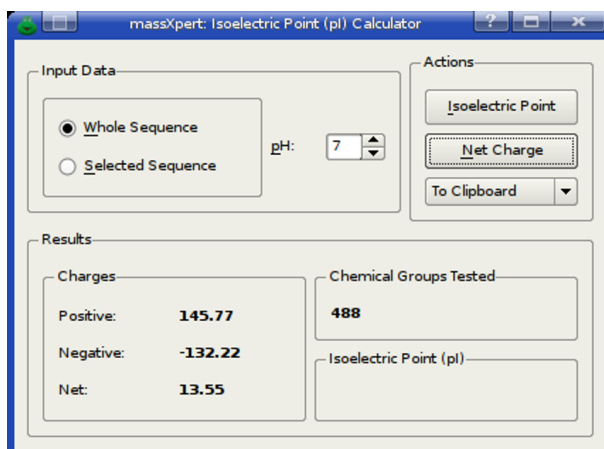 massXpert: Isoelectric Point (pI) Calculator
Input Data
Whole Sequence
Selected Sequence
pH:
7
Actions
Isoelectric Point
Net Charge
To Clipboard
Results
Charges
Positive: 145.77
Negative: -132.22
Net: 13.55
Chemical Groups Tested
488
Isoelectric Point (pI)